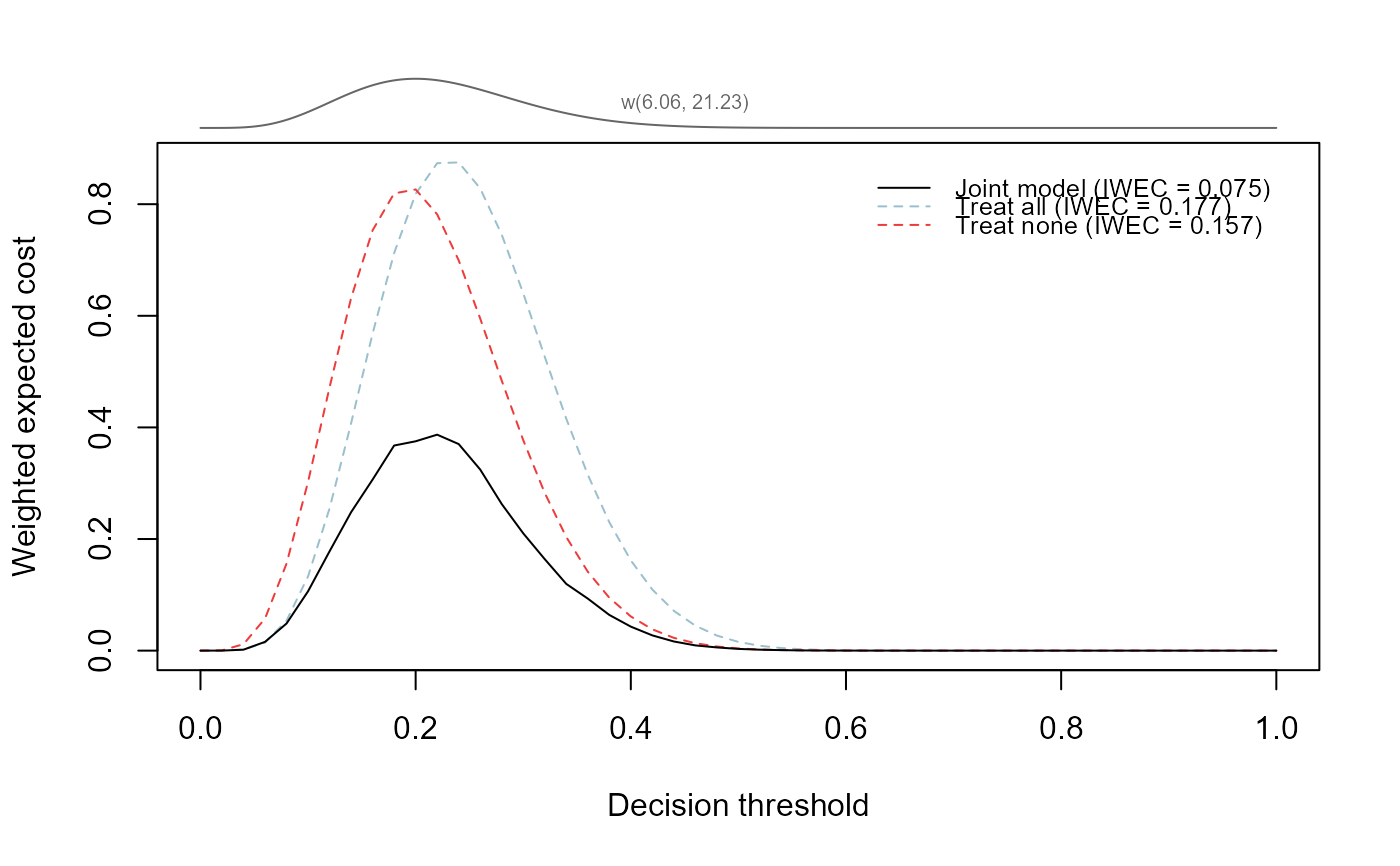 w(6.06, 21.23)
Joint model (IWEC = 0.075)
Treat all (IWEC = 0.177)
Treat none (IWEC = 0.157)
Weighted expected cost
0.8
0.6
0.4
0.2
0.0
0.0 0.2 0.4 0.6 0.8 1.0
Decision threshold